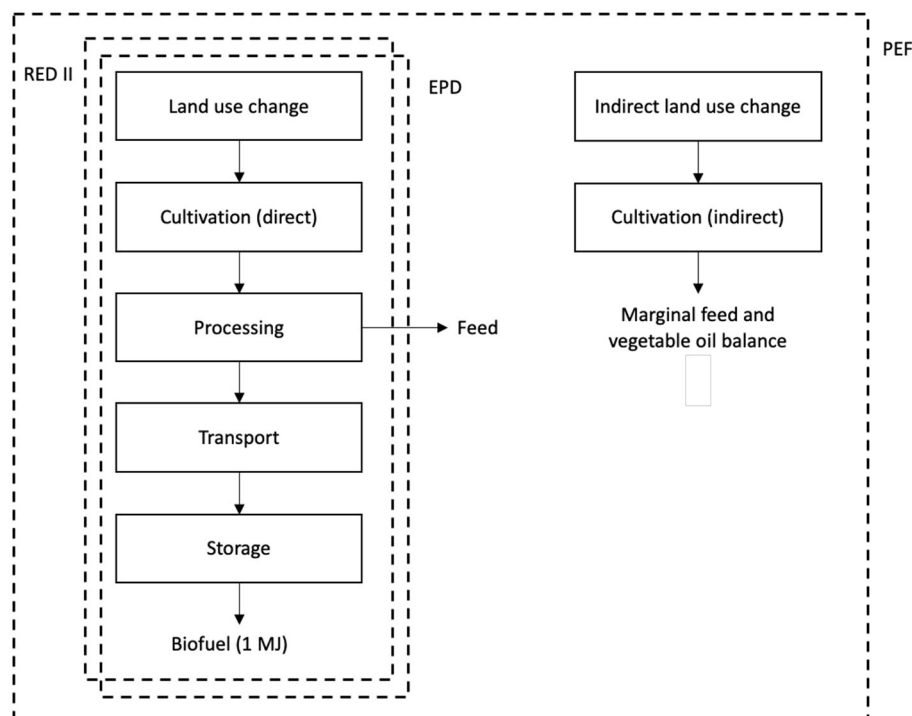 PEF
RED II
EPD
Land use change
Cultivation (direct)
Processing
Feed
Transport
Storage
Biofuel (1 MJ)
Indirect land use change
Cultivation (indirect)
Marginal feed and
vegetable oil balance